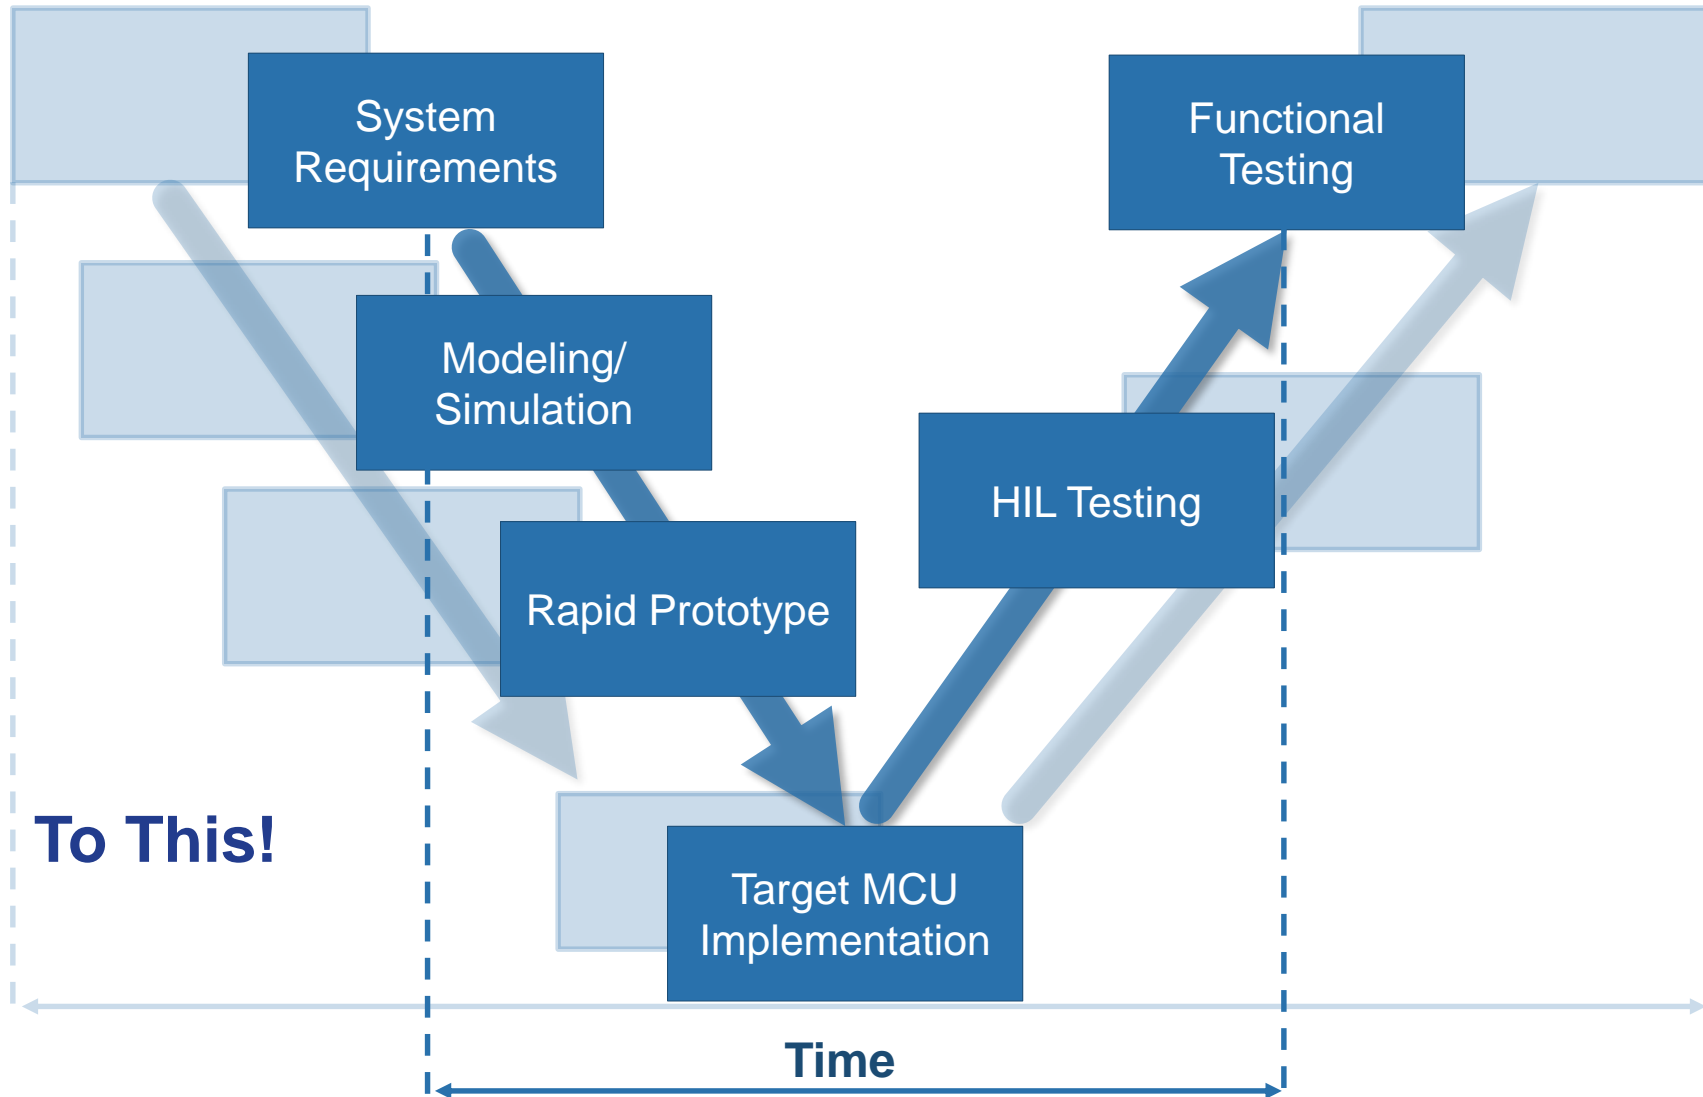 System
Requirements
Functional
Testing
Modeling/
Simulation
HIL Testing
Rapid Prototype
To This!
Target MCU
Implementation
Time